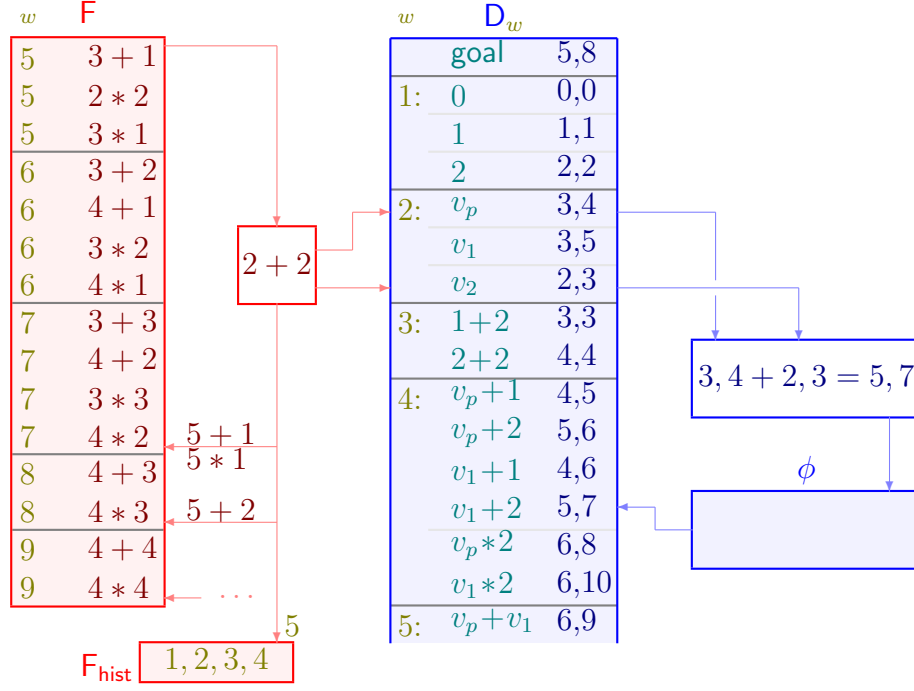 w F
5 3 + 1
5 2 * 2
5 3 * 1
6 3 + 2
6 4 + 1
6 3 * 2
6 4 * 1
7 3 + 3
7 4 + 2
7 3 * 3
7 4 * 2
8 4 + 3
8 4 * 3
9 4 + 4
9 4 * 4
5 + 1
5 * 1
5 + 2
...
5
F_hist 1, 2, 3, 4
2 + 2
w D_w
goal 5,8
1: 0 0,0
1 1,1
2 2,2
2: v_p 3,4
v_1 3,5
v_2 2,3
3: 1+2 3,3
2+2 4,4
4: v_p+1 4,5
v_p+2 5,6
v_1+1 4,6
v_1+2 5,7
v_p*2 6,8
v_1*2 6,10
5: v_p+v_1 6,9
3, 4 + 2, 3 = 5, 7
ϕ